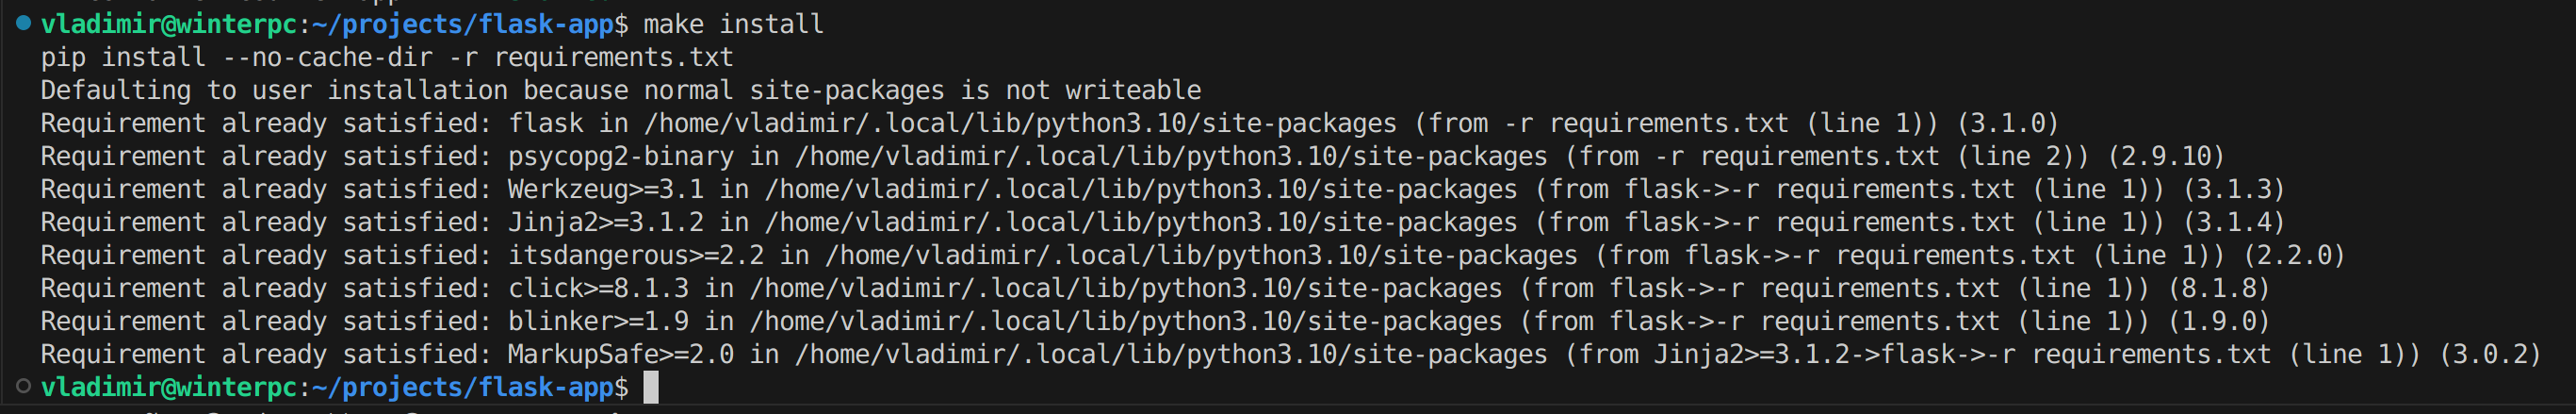 vladimir@winterpc:~/projects/flask-app$ make install
pip install --no-cache-dir -r requirements.txt
Defaulting to user installation because normal site-packages is not writeable
Requirement already satisfied: flask in /home/vladimir/.local/lib/python3.10/site-packages (from -r requirements.txt (line 1)) (3.1.0)
Requirement already satisfied: psycopg2-binary in /home/vladimir/.local/lib/python3.10/site-packages (from -r requirements.txt (line 2)) (2.9.10)
Requirement already satisfied: Werkzeug>=3.1 in /home/vladimir/.local/lib/python3.10/site-packages (from flask->-r requirements.txt (line 1)) (3.1.3)
Requirement already satisfied: Jinja2>=3.1.2 in /home/vladimir/.local/lib/python3.10/site-packages (from flask->-r requirements.txt (line 1)) (3.1.4)
Requirement already satisfied: itsdangerous>=2.2 in /home/vladimir/.local/lib/python3.10/site-packages (from flask->-r requirements.txt (line 1)) (2.2.0)
Requirement already satisfied: click>=8.1.3 in /home/vladimir/.local/lib/python3.10/site-packages (from flask->-r requirements.txt (line 1)) (8.1.8)
Requirement already satisfied: blinker>=1.9 in /home/vladimir/.local/lib/python3.10/site-packages (from flask->-r requirements.txt (line 1)) (1.9.0)
Requirement already satisfied: MarkupSafe>=2.0 in /home/vladimir/.local/lib/python3.10/site-packages (from Jinja2>=3.1.2->flask->-r requirements.txt (line 1)) (3.0.2)
vladimir@winterpc:~/projects/flask-app$